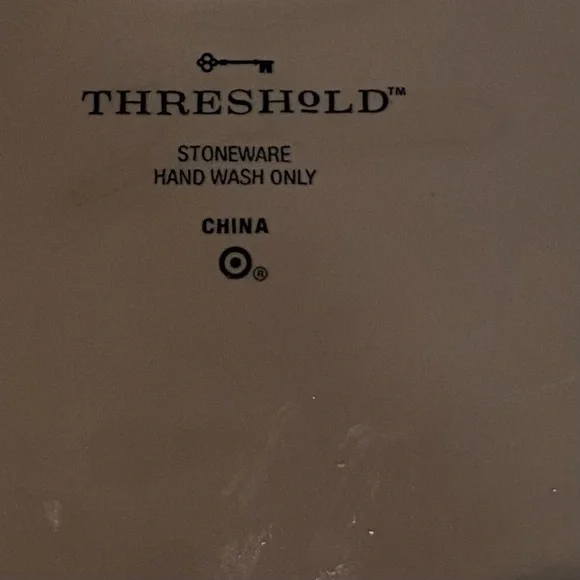 THRESHOLD™
STONEWARE
HAND WASH ONLY
CHINA
®